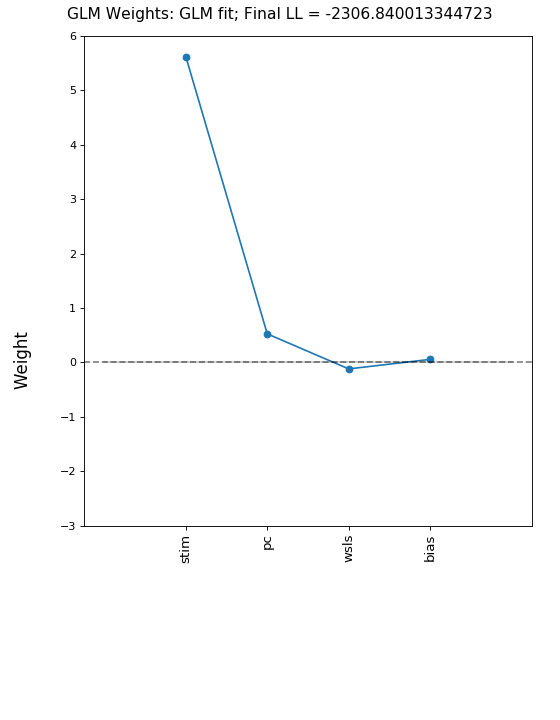 GLM Weights: GLM fit; Final LL = -2306.840013344723
6
5
4
3
2
1
0
−1
−2
−3
Weight
stim
pc
wsls
bias